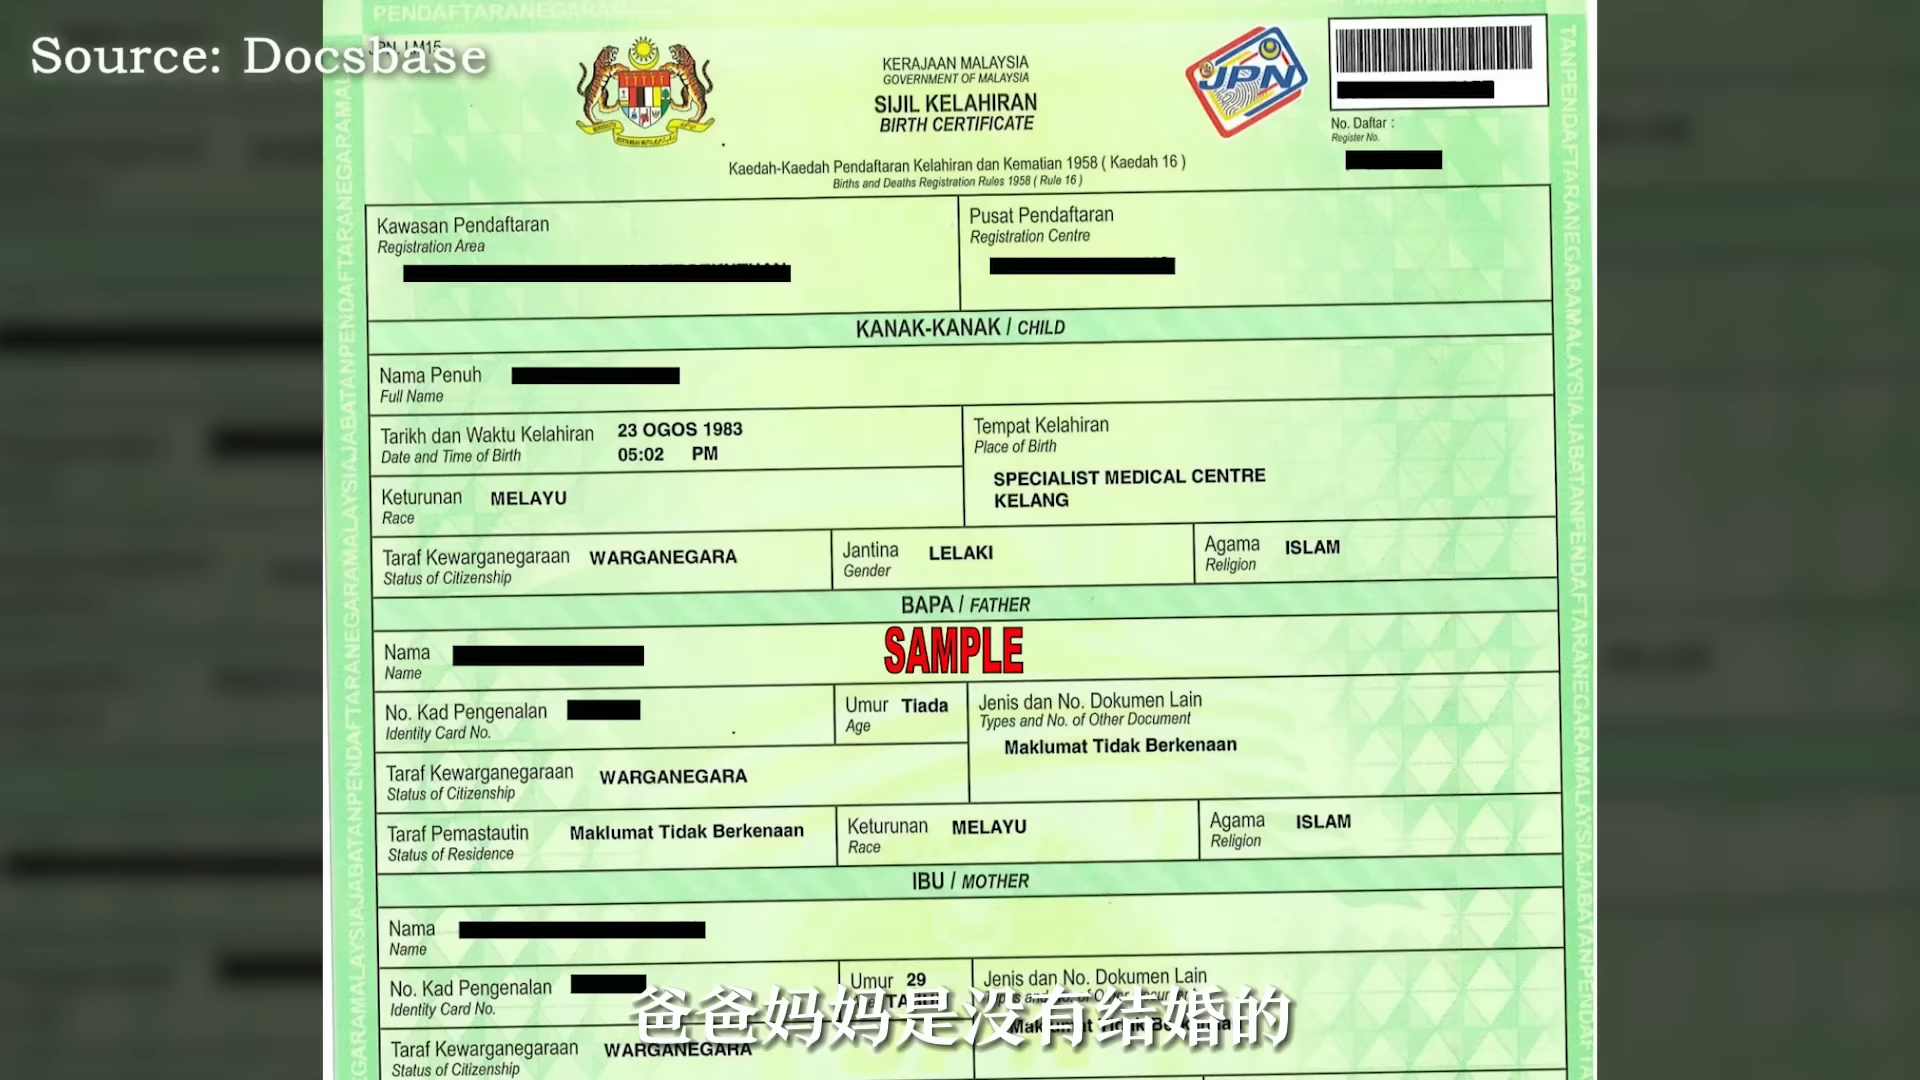 PENDAFTARANEGARAMA
Source: Docsbase
JPN. LM15
KERAJAAN MALAYSIA
GOVERNMENT OF MALAYSIA
SIJIL KELAHIRAN
BIRTH CERTIFICATE
JPN
No. Daftar :
Register No.
Kaedah-Kaedah Pendaftaran Kelahiran dan Kematian 1958 ( Kaedah 16 )
Births and Deaths Registration Rules 1958 ( Rule 16 )
Kawasan Pendaftaran
Registration Area
Pusat Pendaftaran
Registration Centre
KANAK-KANAK / CHILD
Nama Penuh
Full Name
Tarikh dan Waktu Kelahiran 23 OGOS 1983
Date and Time of Birth 05:02 PM
Tempat Kelahiran
Place of Birth
SPECIALIST MEDICAL CENTRE
KELANG
Keturunan MELAYU
Race
Taraf Kewarganegaraan WARGANEGARA
Status of Citizenship
Jantina LELAKI
Gender
Agama ISLAM
Religion
BAPA / FATHER
SAMPLE
Nama
Name
No. Kad Pengenalan
Identity Card No.
Umur Tiada
Age
Jenis dan No. Dokumen Lain
Types and No. of Other Document
Maklumat Tidak Berkenaan
Taraf Kewarganegaraan WARGANEGARA
Status of Citizenship
Taraf Pemastautin Maklumat Tidak Berkenaan
Status of Residence
Keturunan MELAYU
Race
Agama ISLAM
Religion
IBU / MOTHER
Nama
Name
No. Kad Pengenalan
Identity Card No.
Umur 29
Jenis dan No. Dokumen Lain
Taraf Kewarganegaraan WARGANEGARA
Status of Citizenship
爸爸妈妈是没有结婚的